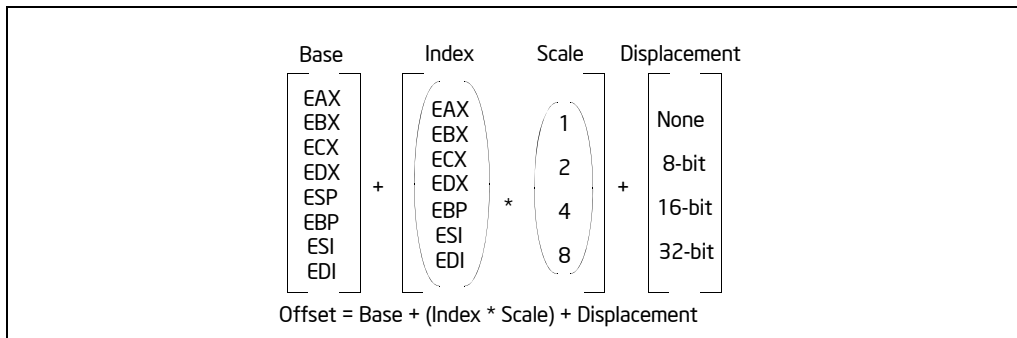 Base Index Scale Displacement
EAX
EBX
ECX
EDX
ESP
EBP
ESI
EDI
+
EAX
EBX
ECX
EDX
EBP
ESI
EDI
*
1
2
4
8
+
None
8-bit
16-bit
32-bit
Offset = Base + (Index * Scale) + Displacement